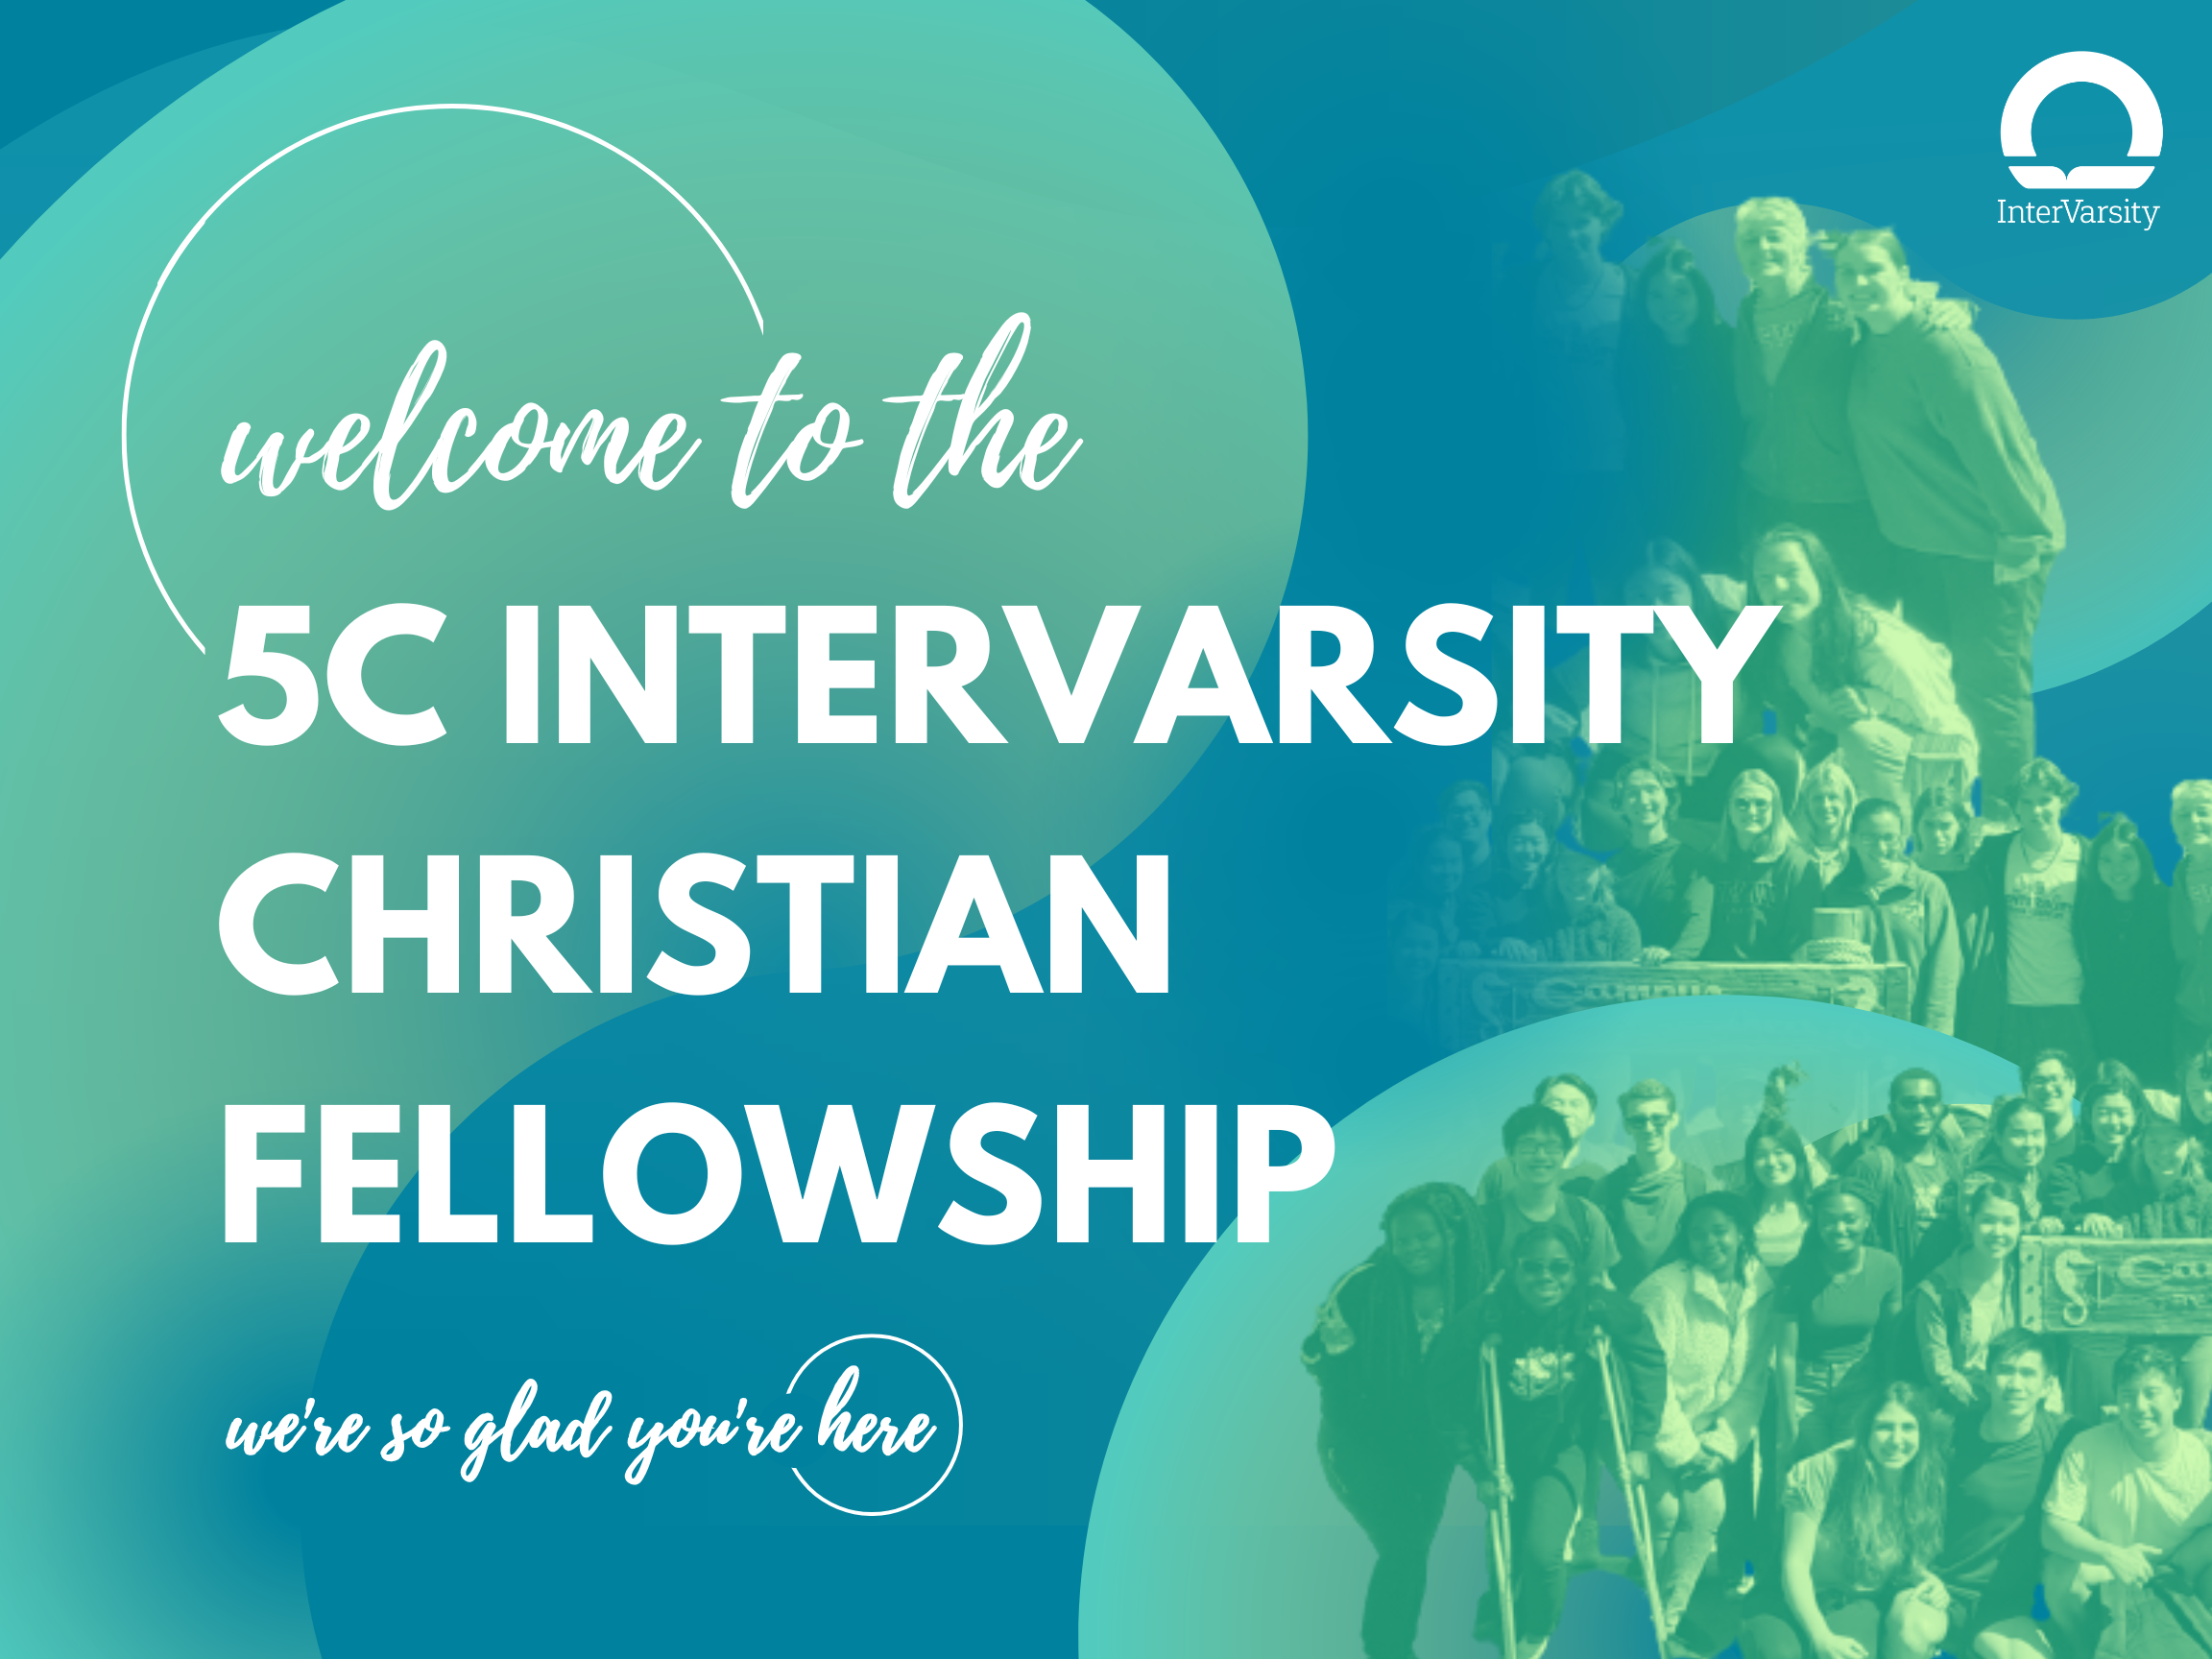 InterVarsity
welcome to the
5C INTERVARSITY
CHRISTIAN
FELLOWSHIP
we're so glad you're here